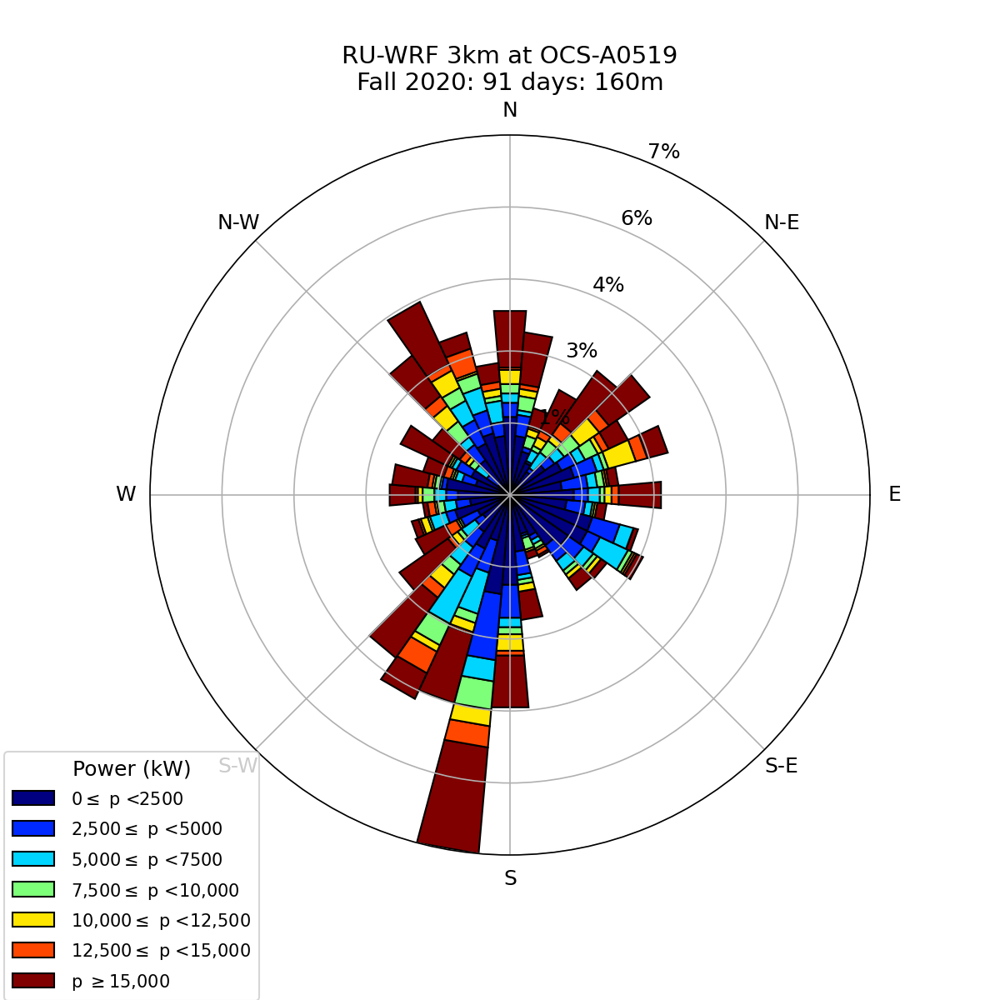 RU-WRF 3km at OCS-A0519
Fall 2020: 91 days: 160m
N
7%
N-W
6%
N-E
4%
3%
1%
W
E
S-W
S-E
S
Power (kW)
0≤ p <2500
2,500≤ p <5000
5,000≤ p <7500
7,500≤ p <10,000
10,000≤ p <12,500
12,500≤ p <15,000
p ≥15,000